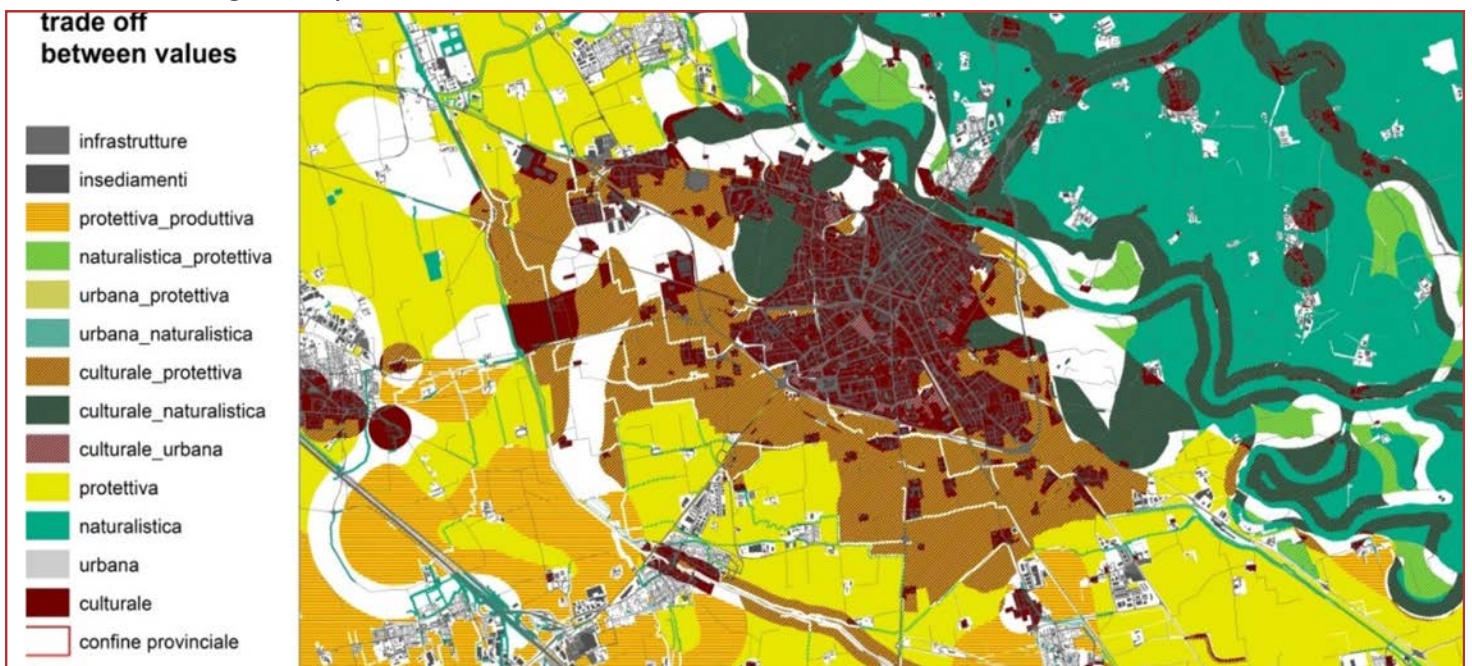 trade off
between values
infrastrutture
insediamenti
protettiva_produttiva
naturalistica_protettiva
urbana_protettiva
urbana_naturalistica
culturale_protettiva
culturale_naturalistica
culturale_urbana
protettiva
naturalistica
urbana
culturale
confine provinciale